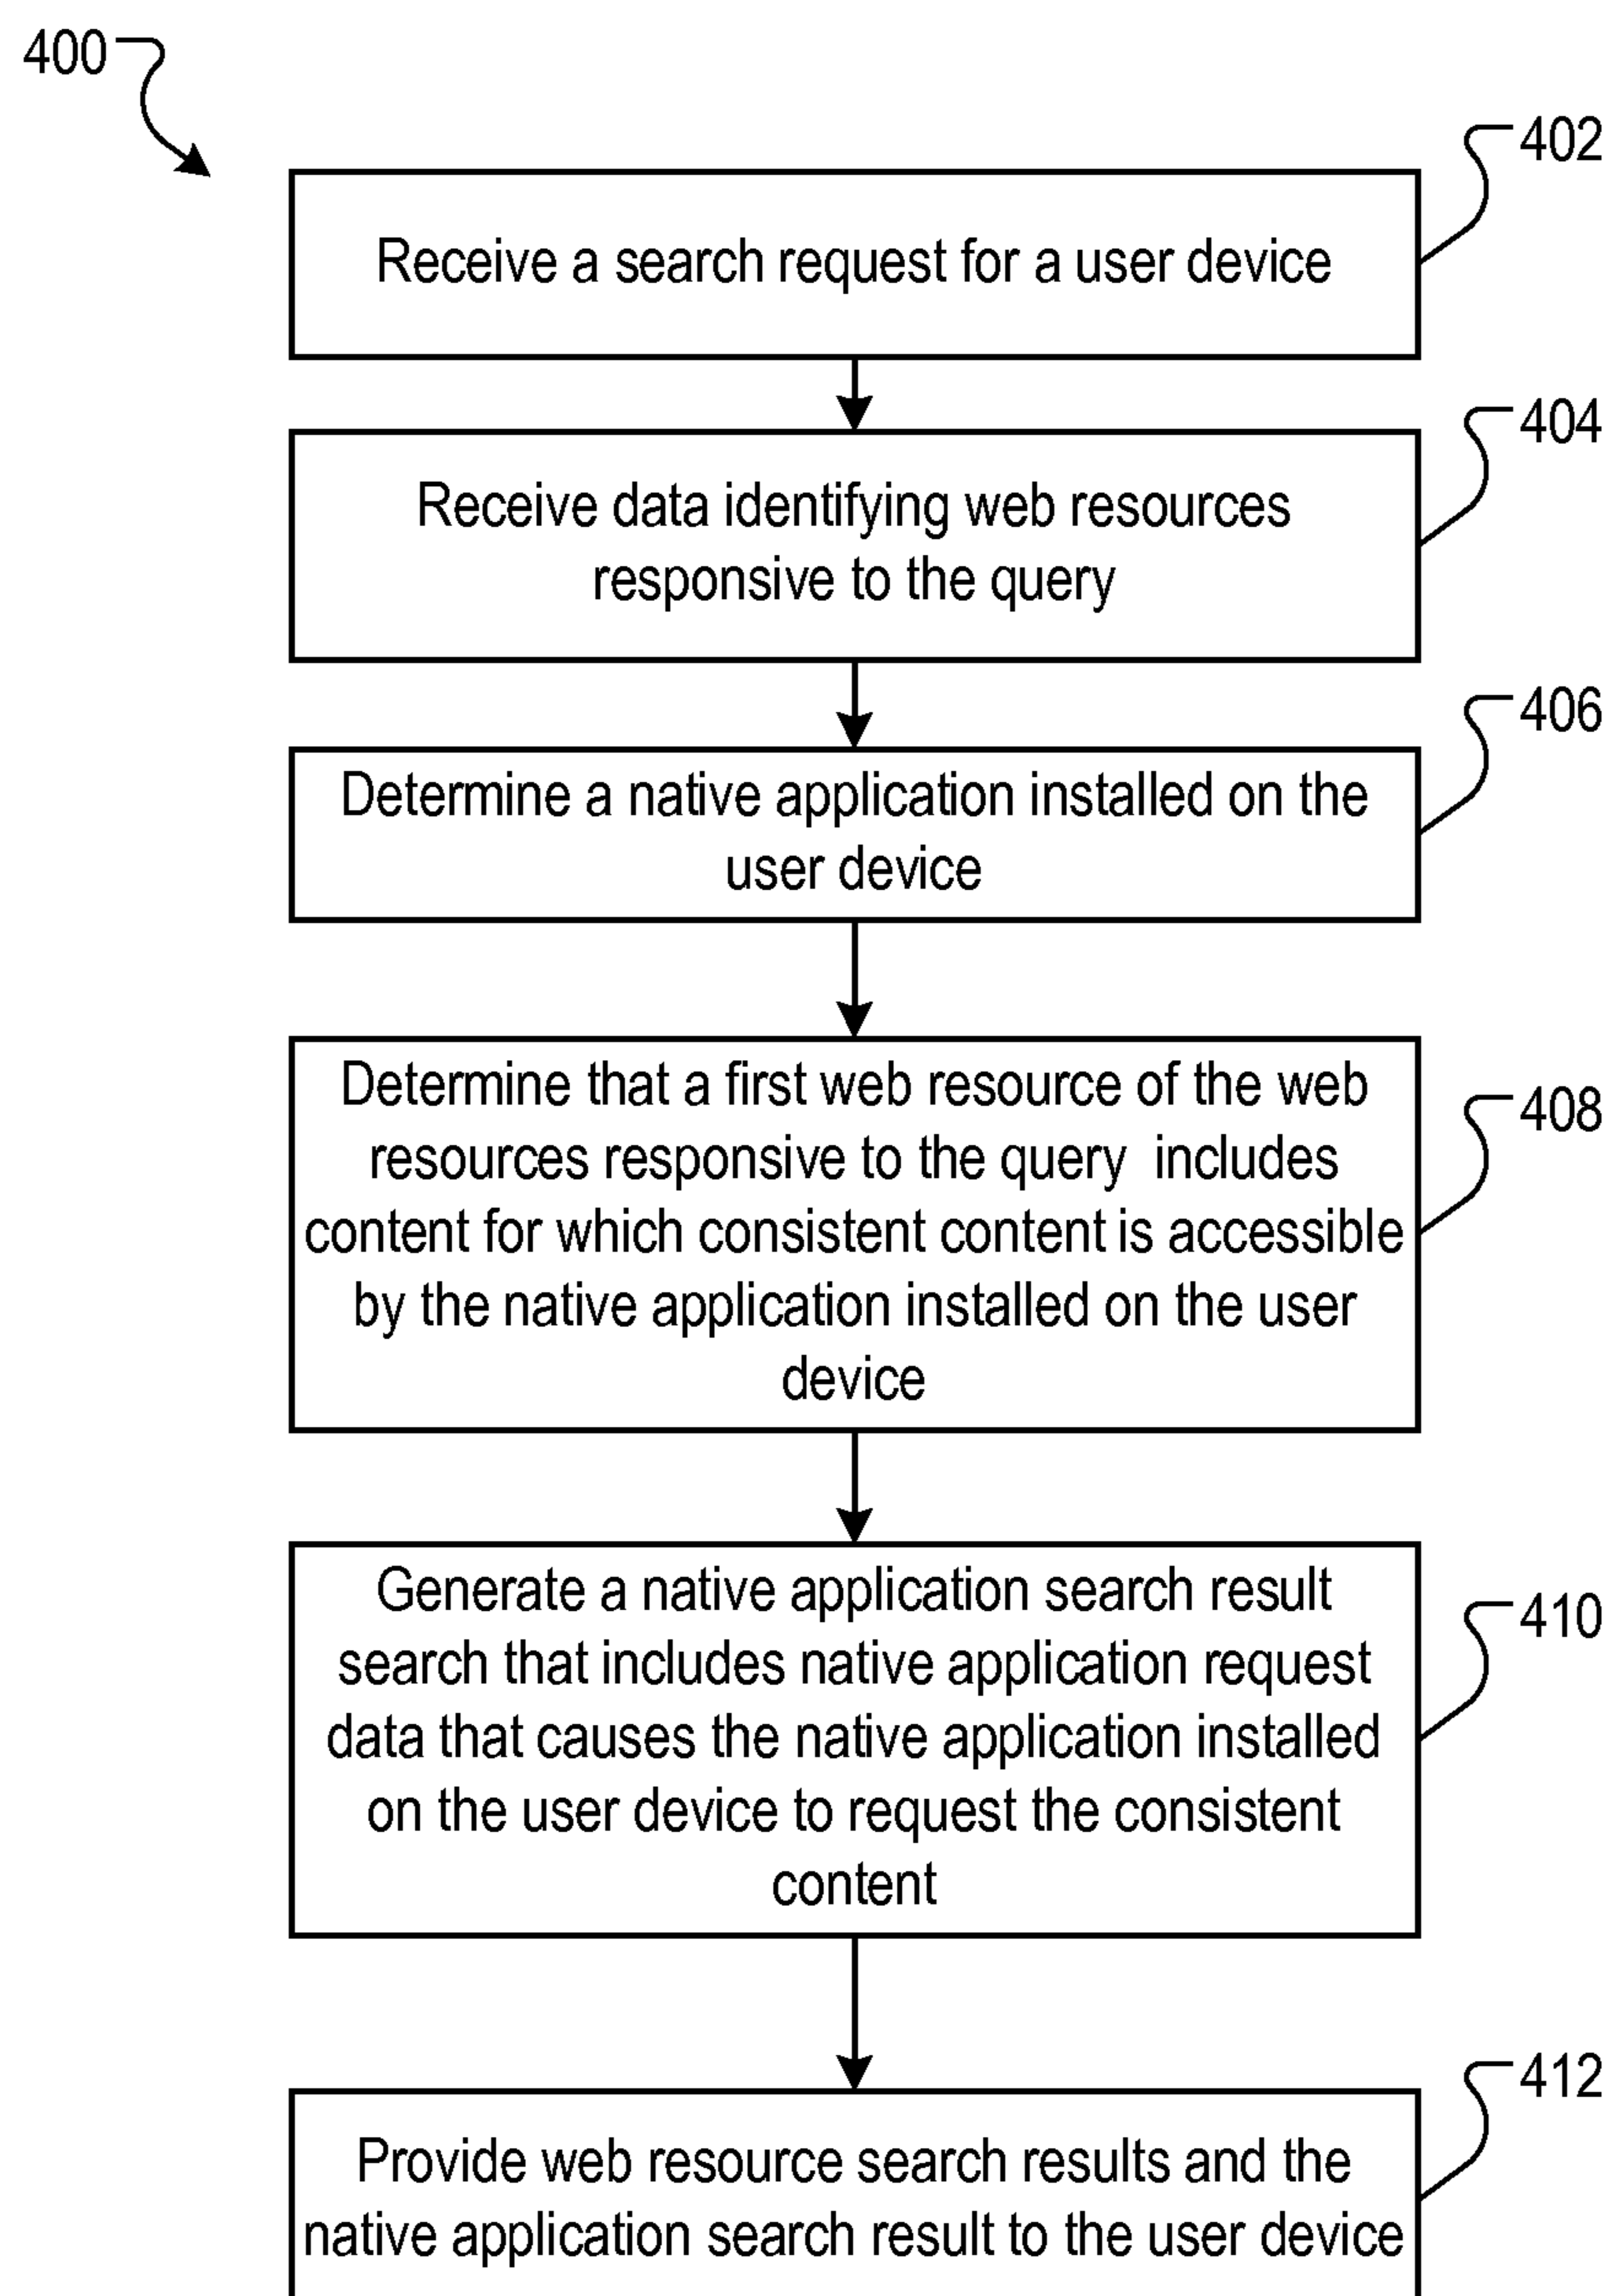 400
402
Receive a search request for a user device
404
Receive data identifying web resources
responsive to the query
406
Determine a native application installed on the
user device
408
Determine that a first web resource of the web
resources responsive to the query includes
content for which consistent content is accessible
by the native application installed on the user
device
410
Generate a native application search result
search that includes native application request
data that causes the native application installed
on the user device to request the consistent
content
412
Provide web resource search results and the
native application search result to the user device